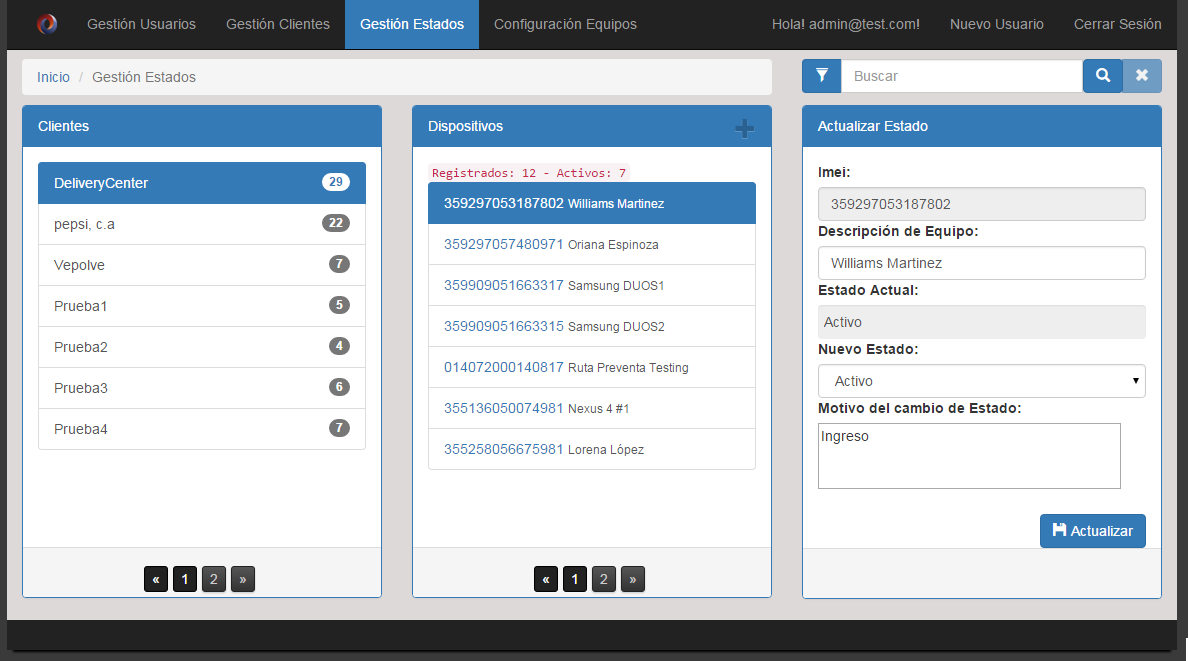 Gestión Usuarios Gestión Clientes Gestión Estados Configuración Equipos Hola! admin@test.com! Nuevo Usuario Cerrar Sesión
Inicio / Gestión Estados
Buscar
Clientes
DeliveryCenter 29
pepsi, c.a 22
Vepolve 7
Prueba1 5
Prueba2 4
Prueba3 6
Prueba4 7
« 1 2 »
Dispositivos
Registrados: 12 - Activos: 7
359297053187802 Williams Martinez
359297057480971 Oriana Espinoza
359909051663317 Samsung DUOS1
359909051663315 Samsung DUOS2
014072000140817 Ruta Preventa Testing
355136050074981 Nexus 4 #1
355258056675981 Lorena López
« 1 2 »
Actualizar Estado
Imei:
359297053187802
Descripción de Equipo:
Williams Martinez
Estado Actual:
Activo
Nuevo Estado:
Activo
Motivo del cambio de Estado:
Ingreso
Actualizar